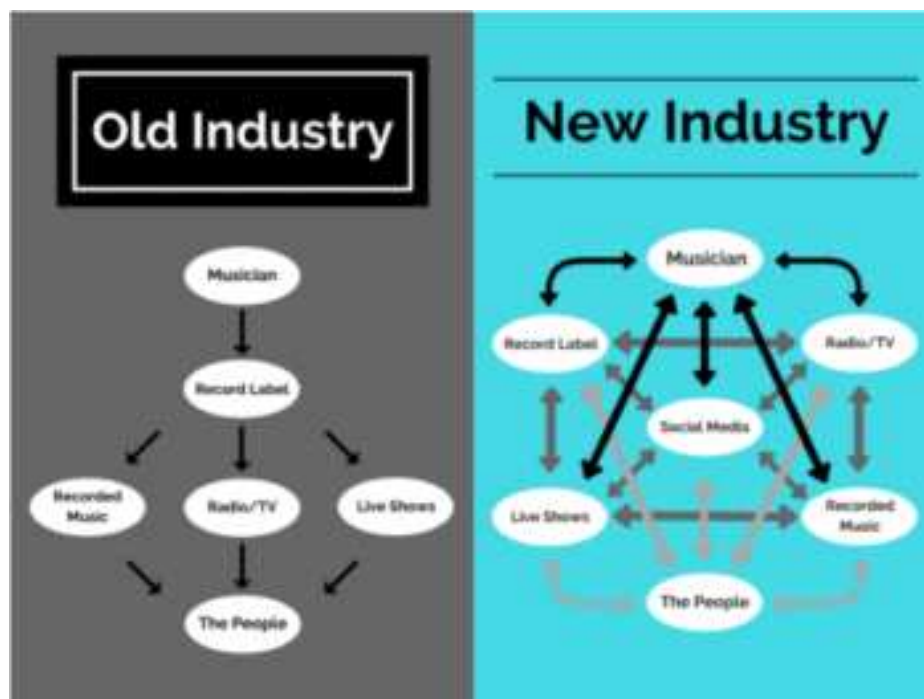 Old Industry
Musician
Record Label
Recorded
Music
Radio/TV
Live Shows
The People
New Industry
Musician
Record Label
Radio/TV
Social Media
Live Shows
Recorded
Music
The People